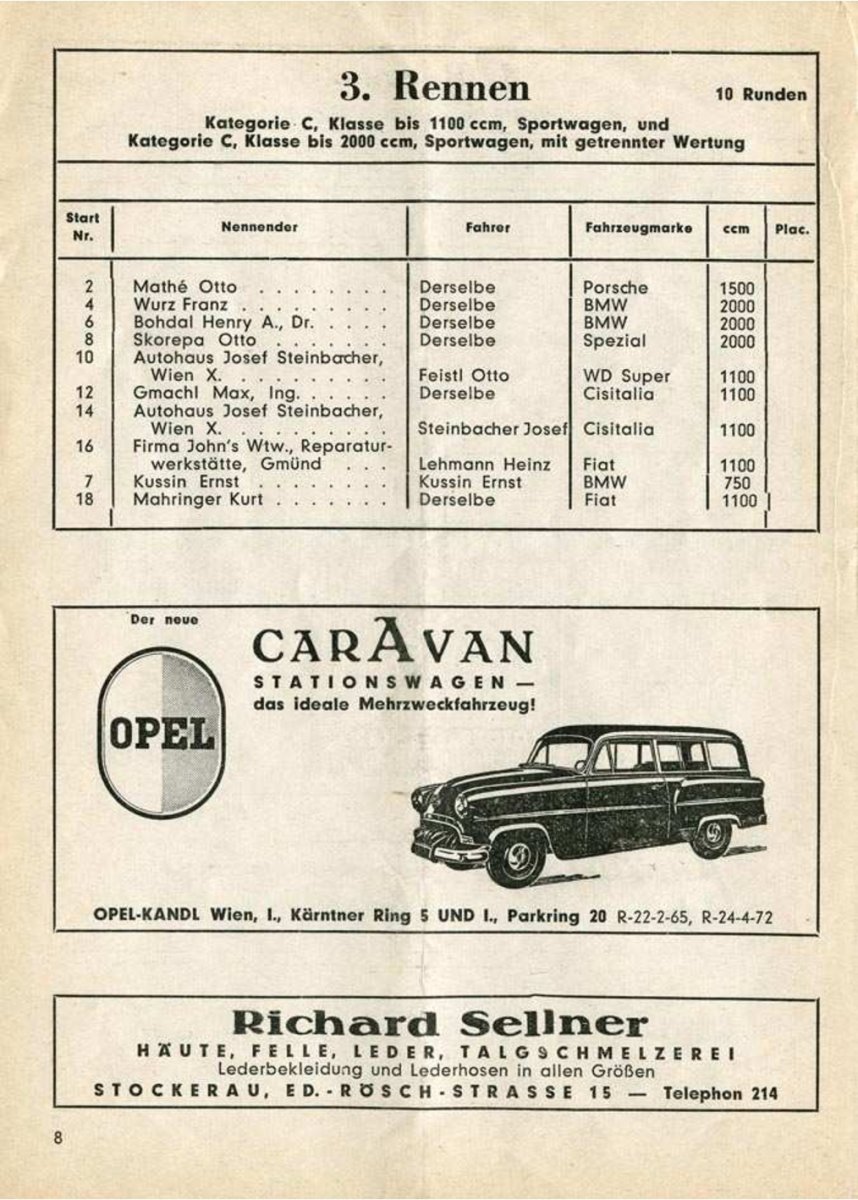 3. Rennen 10 Runden
Kategorie C, Klasse bis 1100 ccm, Sportwagen, und
Kategorie C, Klasse bis 2000 ccm, Sportwagen, mit getrennter Wertung
Start Nr. Nennender Fahrer Fahrzeugmarke ccm Plac.
2 Mathé Otto . . . . . . . . Derselbe Porsche 1500
4 Wurz Franz . . . . . . . . . Derselbe BMW 2000
6 Bohdal Henry A., Dr. . . . . Derselbe BMW 2000
8 Skorepa Otto . . . . . . . Derselbe Spezial 2000
10 Autohaus Josef Steinbacher,
Wien X. . . . . . . . . . Feistl Otto WD Super 1100
12 Gmachl Max, Ing. . . . . . Derselbe Cisitalia 1100
14 Autohaus Josef Steinbacher,
Wien X. . . . . . . . . . Steinbacher Josef Cisitalia 1100
16 Firma John's Wtw., Reparatur-
werkstätte, Gmünd . . . Lehmann Heinz Fiat 1100
7 Kussin Ernst . . . . . . . . Kussin Ernst BMW 750
18 Mahringer Kurt . . . . . . . Derselbe Fiat 1100
Der neue
OPEL
CARAVAN
STATIONSWAGEN —
das ideale Mehrzweckfahrzeug!
OPEL-KANDL Wien, I., Kärntner Ring 5 UND I., Parkring 20 R-22-2-65, R-24-4-72
Richard Sellner
HÄUTE, FELLE, LEDER, TALGSCHMELZEREI
Lederbekleidung und Lederhosen in allen Größen
STOCKERAU, ED.-RÖSCH-STRASSE 15 — Telephon 214
8